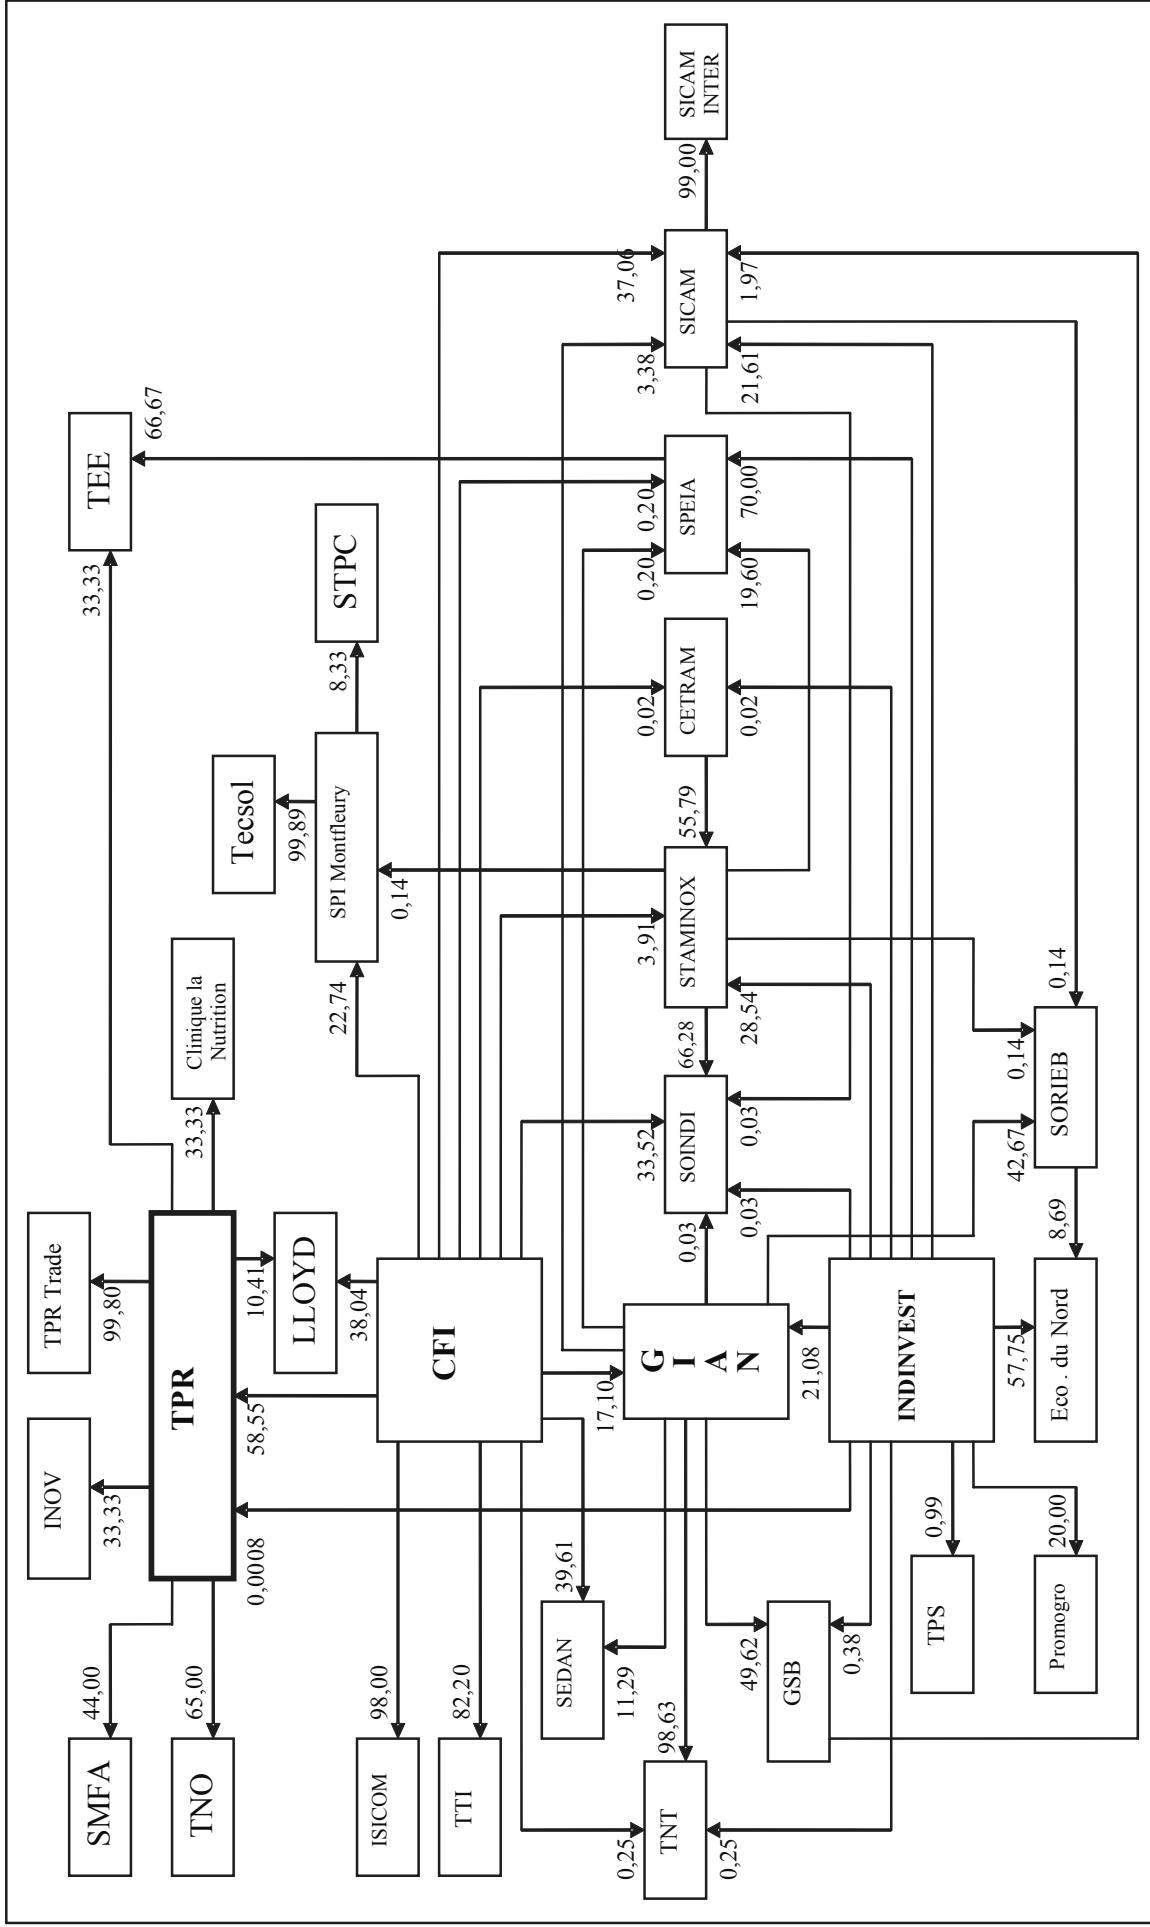 SMFA
44,00
INOV
33,33
TPR Trade
99,80
33,33
TEE
66,67
TNO
65,00
TPR
33,33
Clinique la
Nutrition
0,0008
58,55
10,41
LLOYD
38,04
Tecsol
99,89
ISICOM
98,00
CFI
22,74
SPI Montfleury
0,14
8,33
STPC
TTI
82,20
SEDAN
39,61
11,29
17,10
G
I
A
N
TNT
0,25
0,25
98,63
0,03
SOINDI
33,52
0,03
0,03
66,28
STAMINOX
3,91
28,54
55,79
CETRAM
0,02
0,02
SPEIA
0,20
0,20
19,60
70,00
SICAM
3,38
37,06
21,61
1,97
99,00
SICAM
INTER
GSB
49,62
0,38
21,08
INDINVEST
TPS
0,99
Promogro
20,00
57,75
Eco . du Nord
8,69
SORIEB
42,67
0,14
0,14